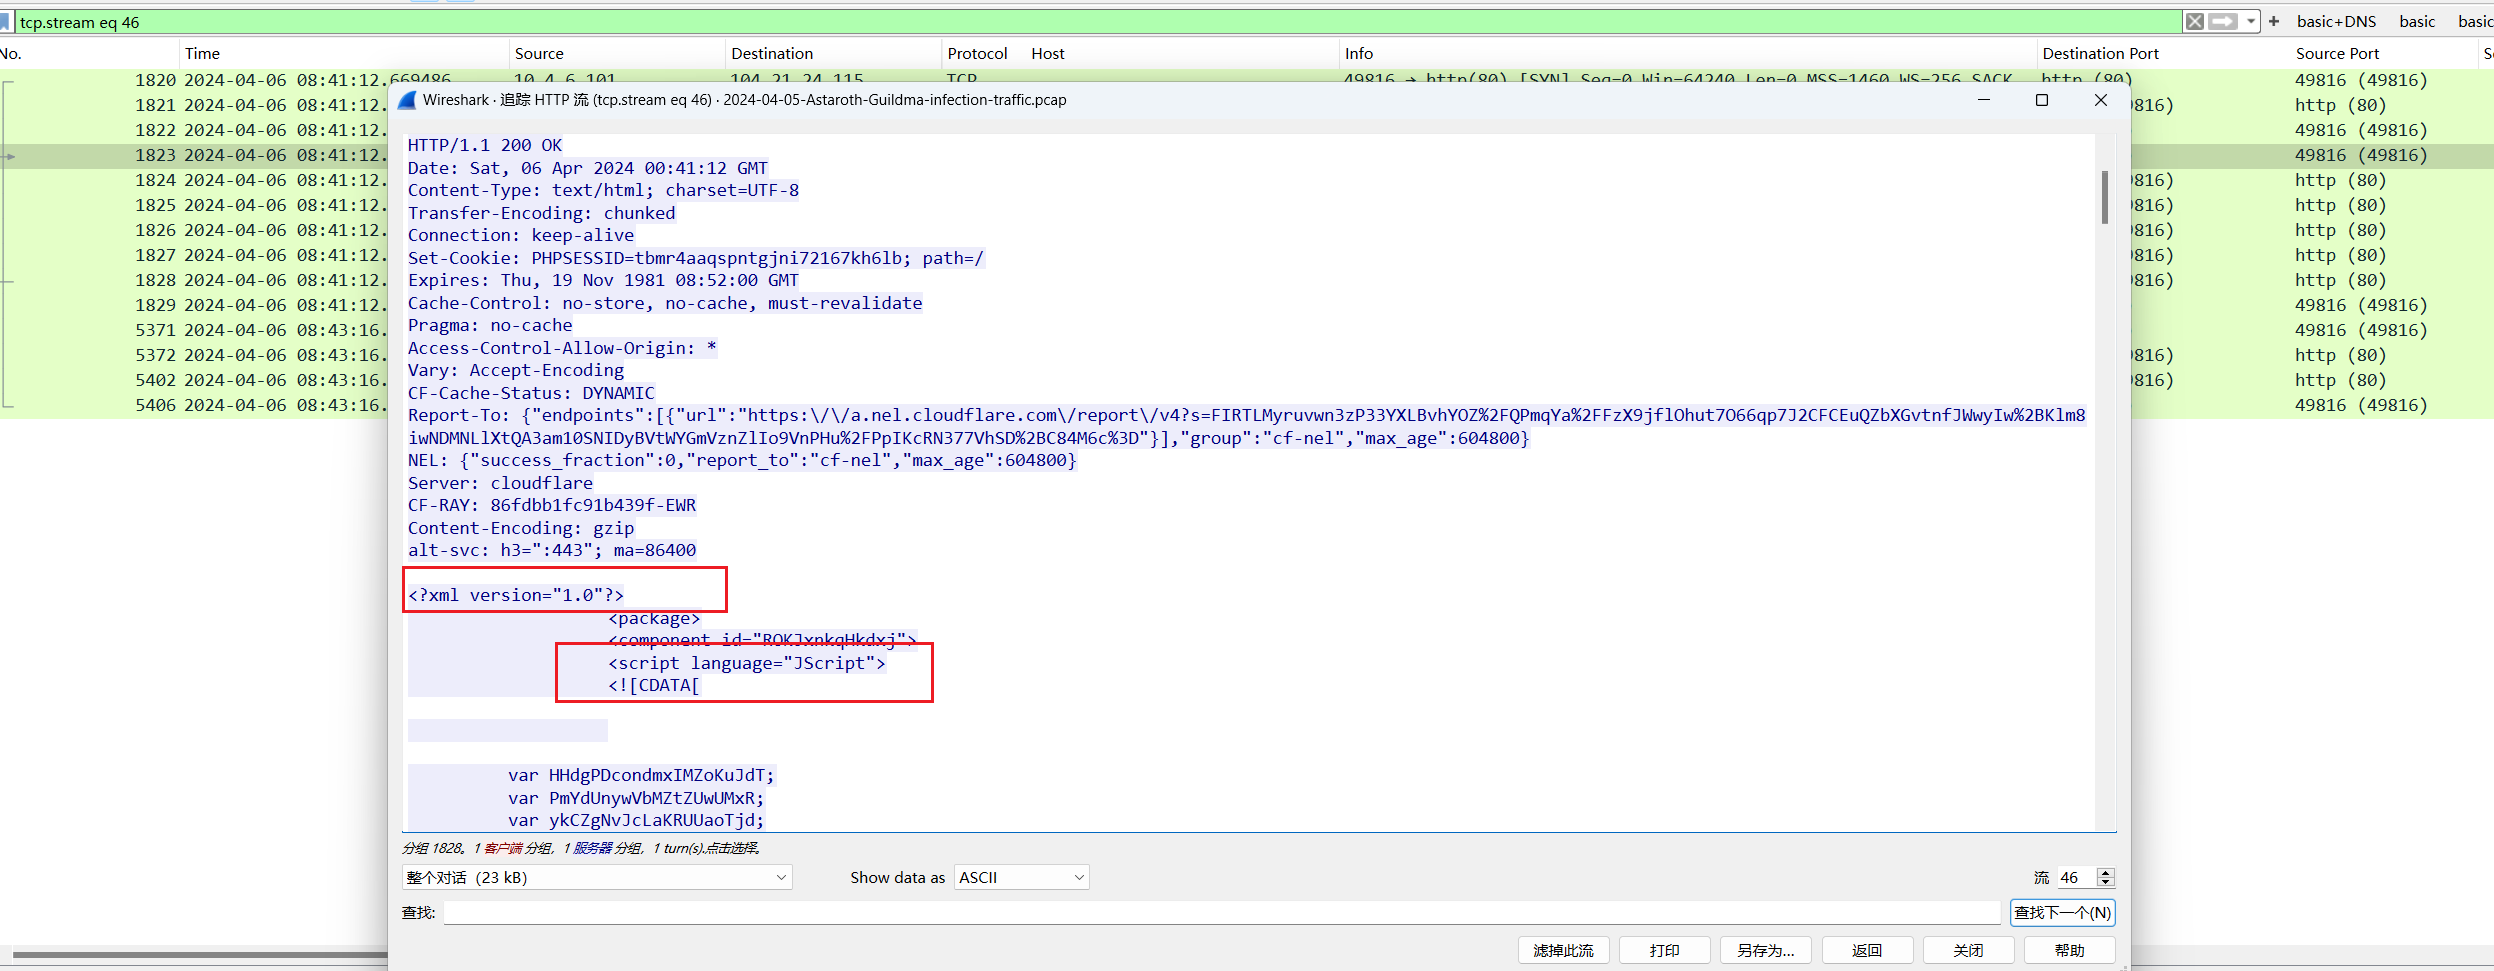 tcp.stream eq 46 + basic+DNS basic basic
No. Time Source Destination Protocol Host Info Destination Port Source Port
1820 2024-04-06 08:41:12.669486 10.4.6.101 104.21.24.115 TCP 49816 → http(80) [SYN] Seq=0 Win=64240 Len=0 MSS=1460 WS=256 SACK http (80) 49816 (49816)
Wireshark · 追踪 HTTP 流 (tcp.stream eq 46) · 2024-04-05-Astaroth-Guildma-infection-traffic.pcap
1821 2024-04-06 08:41:12. 9816) http (80)
1822 2024-04-06 08:41:12. 49816 (49816)
1823 2024-04-06 08:41:12. 49816 (49816)
1824 2024-04-06 08:41:12. 9816) http (80)
1825 2024-04-06 08:41:12. 9816) http (80)
1826 2024-04-06 08:41:12. 9816) http (80)
1827 2024-04-06 08:41:12. 9816) http (80)
1828 2024-04-06 08:41:12. 9816) http (80)
1829 2024-04-06 08:41:12. 49816 (49816)
5371 2024-04-06 08:43:16. 49816 (49816)
5372 2024-04-06 08:43:16. 9816) http (80)
5402 2024-04-06 08:43:16. 9816) http (80)
5406 2024-04-06 08:43:16. 49816 (49816)
HTTP/1.1 200 OK
Date: Sat, 06 Apr 2024 00:41:12 GMT
Content-Type: text/html; charset=UTF-8
Transfer-Encoding: chunked
Connection: keep-alive
Set-Cookie: PHPSESSID=tbmr4aaqspntgjni72167kh6lb; path=/
Expires: Thu, 19 Nov 1981 08:52:00 GMT
Cache-Control: no-store, no-cache, must-revalidate
Pragma: no-cache
Access-Control-Allow-Origin: *
Vary: Accept-Encoding
CF-Cache-Status: DYNAMIC
Report-To: {"endpoints":[{"url":"https:\/\/a.nel.cloudflare.com\/report\/v4?s=FIRTLMyruvwn3zP33YXLBvhYOZ%2FQPmqYa%2FFzX9jflOhut7O66qp7J2CFCEuQZbXGvtnfJWwyIw%2BKlm8
iwNDMNLlXtQA3am10SNIDyBVtWYGmVznZlIo9VnPHu%2FPpIKcRN377VhSD%2BC84M6c%3D"}],"group":"cf-nel","max_age":604800}
NEL: {"success_fraction":0,"report_to":"cf-nel","max_age":604800}
Server: cloudflare
CF-RAY: 86fdbb1fc91b439f-EWR
Content-Encoding: gzip
alt-svc: h3=":443"; ma=86400
<?xml version="1.0"?>
<package>
<component id="ROKJxnkqHkdxj">
<script language="JScript">
<![CDATA[
var HHdgPDcondmxIMZoKuJdT;
var PmYdUnywVbMZtZUwUMxR;
var ykCZgNvJcLaKRUUaoTjd;
分组 1828。1 客户端 分组, 1 服务器 分组, 1 turn(s).点击选择。
整个对话 (23 kB) Show data as ASCII 流 46
查找: 查找下一个(N)
滤掉此流 打印 另存为... 返回 关闭 帮助